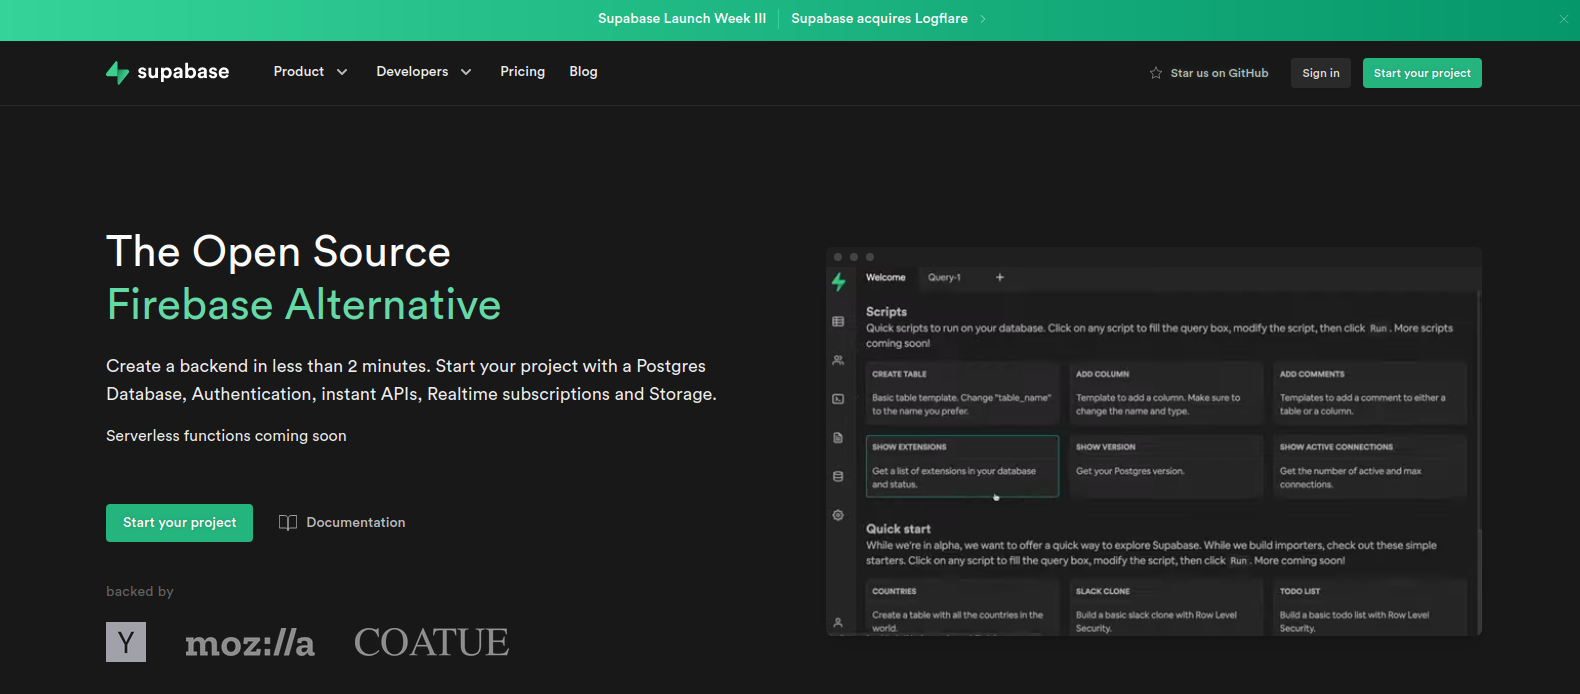 Supabase Launch Week III Supabase acquires Logflare
supabase Product Developers Pricing Blog Star us on GitHub Sign in Start your project
The Open Source
Firebase Alternative
Create a backend in less than 2 minutes. Start your project with a Postgres
Database, Authentication, instant APIs, Realtime subscriptions and Storage.
Serverless functions coming soon
Start your project Documentation
backed by
Y moz://a COATUE
Welcome Query-1 +
Scripts
Quick scripts to run on your database. Click on any script to fill the query box, modify the script, then click Run . More scripts
coming soon!
CREATE TABLE
Basic table template. Change "table_name"
to the name you prefer.
ADD COLUMN
Template to add a column. Make sure to
change the name and type.
ADD COMMENTS
Templates to add a comment to either a
table or a column.
SHOW EXTENSIONS
Get a list of extensions in your database
and status.
SHOW VERSION
Get your Postgres version.
SHOW ACTIVE CONNECTIONS
Get the number of active and max
connections.
Quick start
While we're in alpha, we want to offer a quick way to explore Supabase. While we build importers, check out these simple
starters. Click on any script to fill the query box, modify the script, then click Run . More coming soon!
COUNTRIES
Create a table with all the countries in the
world.
SLACK CLONE
Build a basic slack clone with Row Level
Security.
TODO LIST
Build a basic todo list with Row Level
Security.